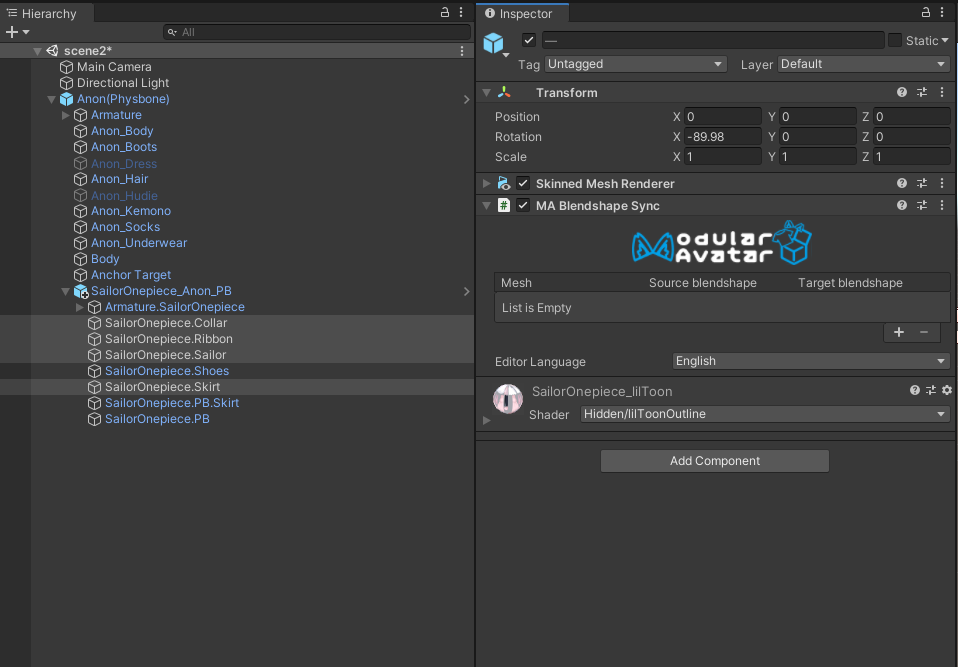 Hierarchy
All
scene2*
Main Camera
Directional Light
Anon(Physbone)
Armature
Anon_Body
Anon_Boots
Anon_Dress
Anon_Hair
Anon_Hudie
Anon_Kemono
Anon_Socks
Anon_Underwear
Body
Anchor Target
SailorOnepiece_Anon_PB
Armature.SailorOnepiece
SailorOnepiece.Collar
SailorOnepiece.Ribbon
SailorOnepiece.Sailor
SailorOnepiece.Shoes
SailorOnepiece.Skirt
SailorOnepiece.PB.Skirt
SailorOnepiece.PB
Inspector
— Static
Tag Untagged Layer Default
Transform
Position X 0 Y 0 Z 0
Rotation X -89.98 Y 0 Z 0
Scale X 1 Y 1 Z 1
Skinned Mesh Renderer
# MA Blendshape Sync
Modular
Avatar
Mesh Source blendshape Target blendshape
List is Empty
+ −
Editor Language English
SailorOnepiece_lilToon
Shader Hidden/lilToonOutline
Add Component